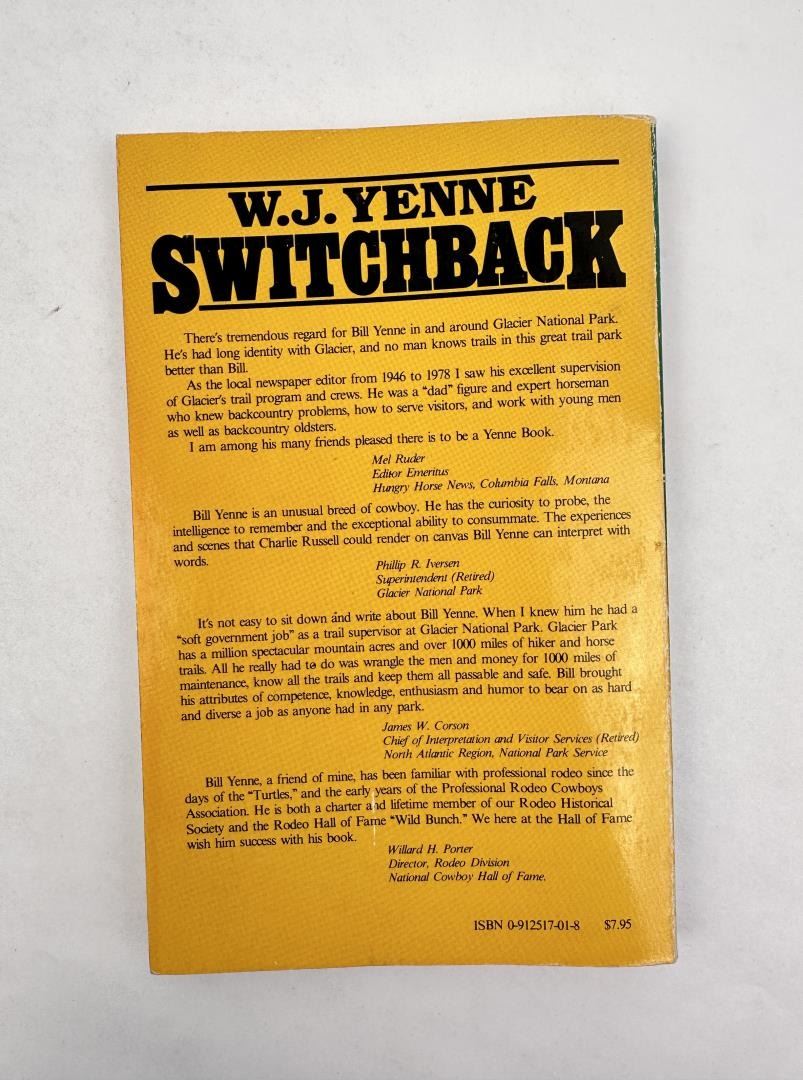 W.J. YENNE
SWITCHBACK
There's tremendous regard for Bill Yenne in and around Glacier National Park.
He's had long identity with Glacier, and no man knows trails in this great trail park
better than Bill.
As the local newspaper editor from 1946 to 1978 I saw his excellent supervision
of Glacier's trail program and crews. He was a "dad" figure and expert horseman
who knew backcountry problems, how to serve visitors, and work with young men
as well as backcountry oldsters.
I am among his many friends pleased there is to be a Yenne Book.
Mel Ruder
Editor Emeritus
Hungry Horse News, Columbia Falls, Montana
Bill Yenne is an unusual breed of cowboy. He has the curiosity to probe, the
intelligence to remember and the exceptional ability to consummate. The experiences
and scenes that Charlie Russell could render on canvas Bill Yenne can interpret with
words.
Phillip R. Iversen
Superintendent (Retired)
Glacier National Park
It's not easy to sit down and write about Bill Yenne. When I knew him he had a
"soft government job" as a trail supervisor at Glacier National Park. Glacier Park
has a million spectacular mountain acres and over 1000 miles of hiker and horse
trails. All he really had to do was wrangle the men and money for 1000 miles of
maintenance, know all the trails and keep them all passable and safe. Bill brought
his attributes of competence, knowledge, enthusiasm and humor to bear on as hard
and diverse a job as anyone had in any park.
James W. Corson
Chief of Interpretation and Visitor Services (Retired)
North Atlantic Region, National Park Service
Bill Yenne, a friend of mine, has been familiar with professional rodeo since the
days of the "Turtles," and the early years of the Professional Rodeo Cowboys
Association. He is both a charter and lifetime member of our Rodeo Historical
Society and the Rodeo Hall of Fame "Wild Bunch." We here at the Hall of Fame
wish him success with his book.
Willard H. Porter
Director, Rodeo Division
National Cowboy Hall of Fame.
ISBN 0-912517-01-8 $7.95